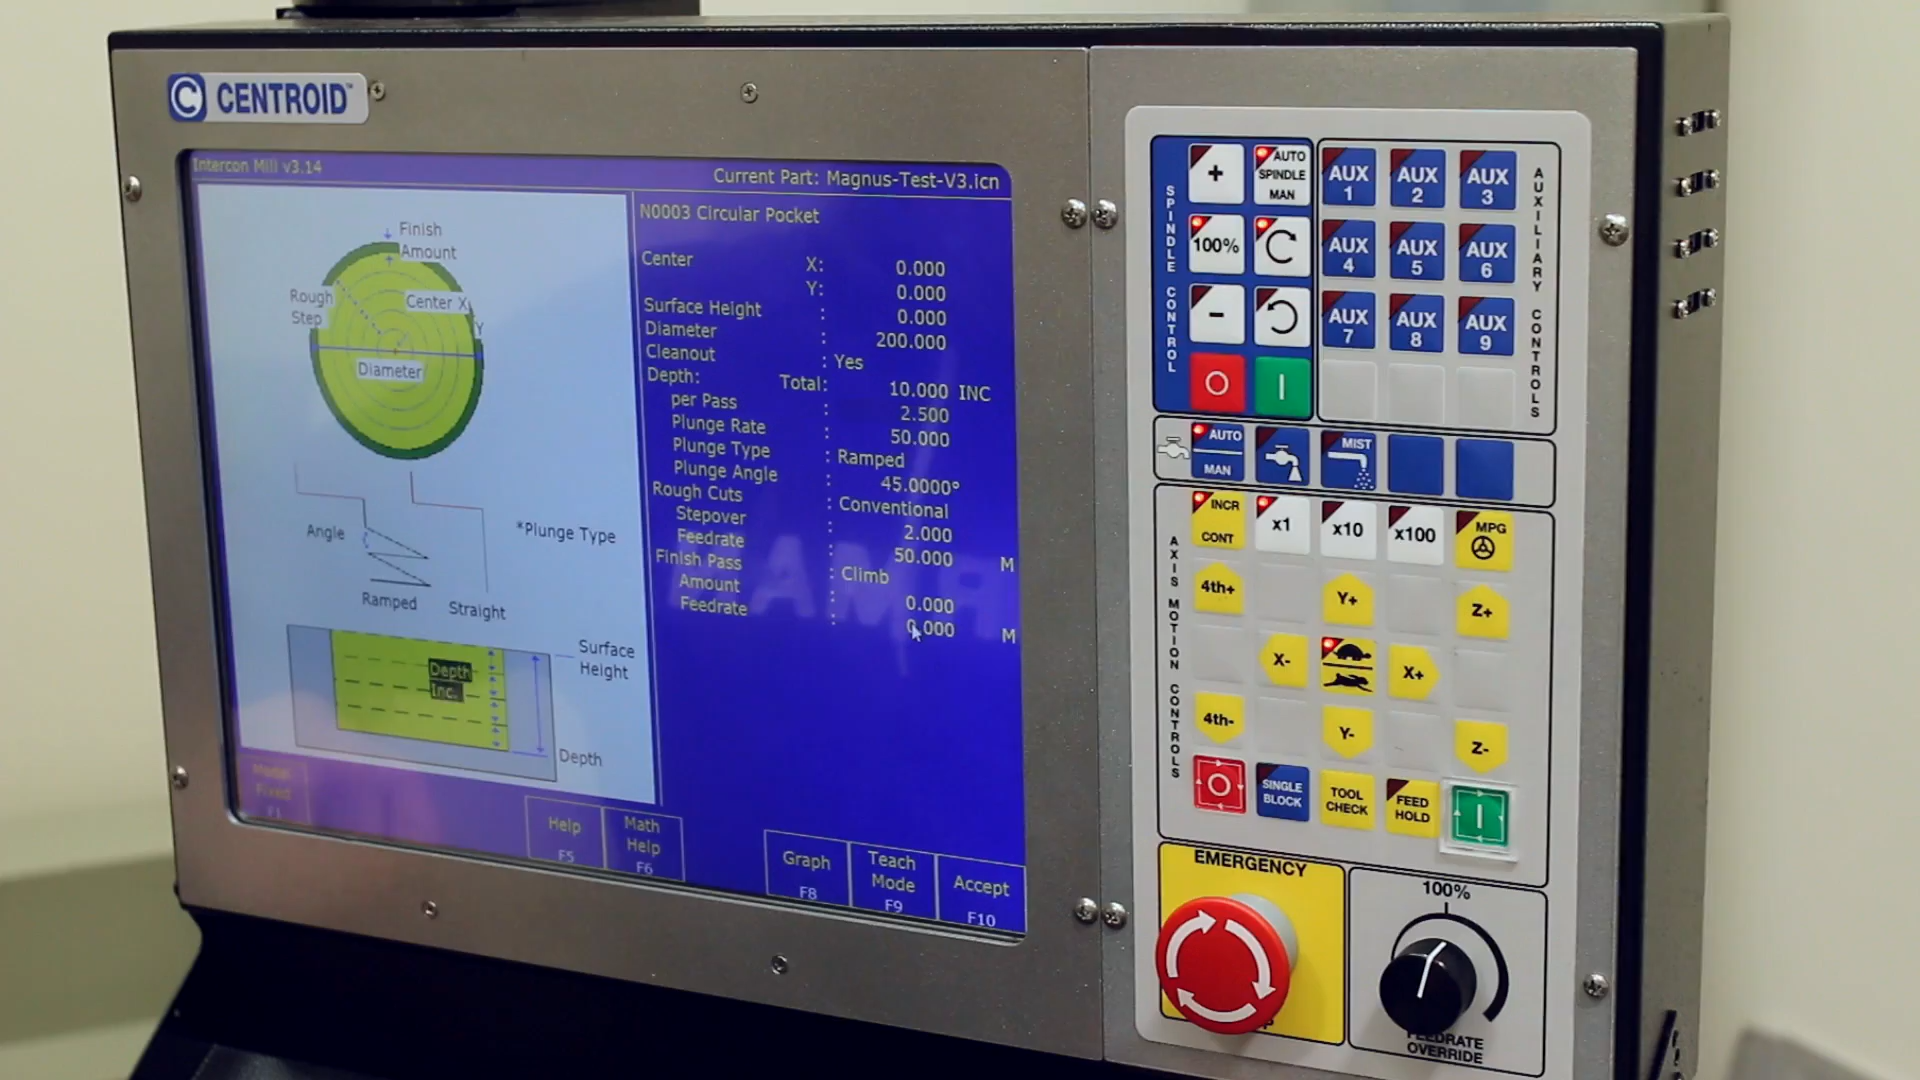 CENTROID™
Intercon Mill v3.14
Current Part: Magnus-Test-V3.icn
Finish
Amount
Rough
Step
Center X
Y
Diameter
Angle
*Plunge Type
Ramped
Straight
Surface
Height
Depth
Inc.
Depth
N0003 Circular Pocket
Center X: 0.000
Y: 0.000
Surface Height : 0.000
Diameter : 200.000
Cleanout : Yes
Depth: Total: 10.000 INC
per Pass : 2.500
Plunge Rate : 50.000
Plunge Type : Ramped
Plunge Angle : 45.0000°
Rough Cuts : Conventional
Stepover : 2.000
Feedrate : 50.000 M
Finish Pass : Climb
Amount : 0.000
Feedrate : 0.000 M
Modal
Fixed
F1
Help
F5
Math
Help
F6
Graph
F8
Teach
Mode
F9
Accept
F10
SPINDLE CONTROL
+
AUTO
SPINDLE
MAN
100%
-
O
I
AUXILIARY CONTROLS
AUX
1
AUX
2
AUX
3
AUX
4
AUX
5
AUX
6
AUX
7
AUX
8
AUX
9
AUTO
MAN
MIST
AXIS MOTION CONTROLS
INCR
CONT
x1
x10
x100
MPG
4th+
Y+
Z+
X-
X+
4th-
Y-
Z-
O
SINGLE
BLOCK
TOOL
CHECK
FEED
HOLD
I
EMERGENCY
100%
FEEDRATE
OVERRIDE